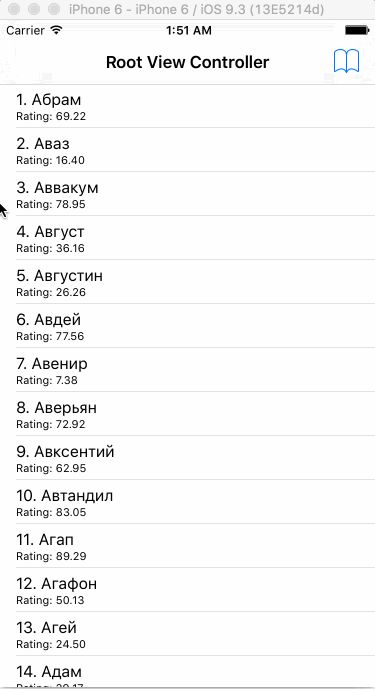 iPhone 6 - iPhone 6 / iOS 9.3 (13E5214d)
Carrier 1:51 AM
Root View Controller
1. Абрам
Rating: 69.22
2. Аваз
Rating: 16.40
3. Аввакум
Rating: 78.95
4. Август
Rating: 36.16
5. Августин
Rating: 26.26
6. Авдей
Rating: 77.56
7. Авенир
Rating: 7.38
8. Аверьян
Rating: 72.92
9. Авксентий
Rating: 62.95
10. Автандил
Rating: 83.05
11. Агап
Rating: 89.29
12. Агафон
Rating: 50.13
13. Агей
Rating: 24.50
14. Адам
Rating: